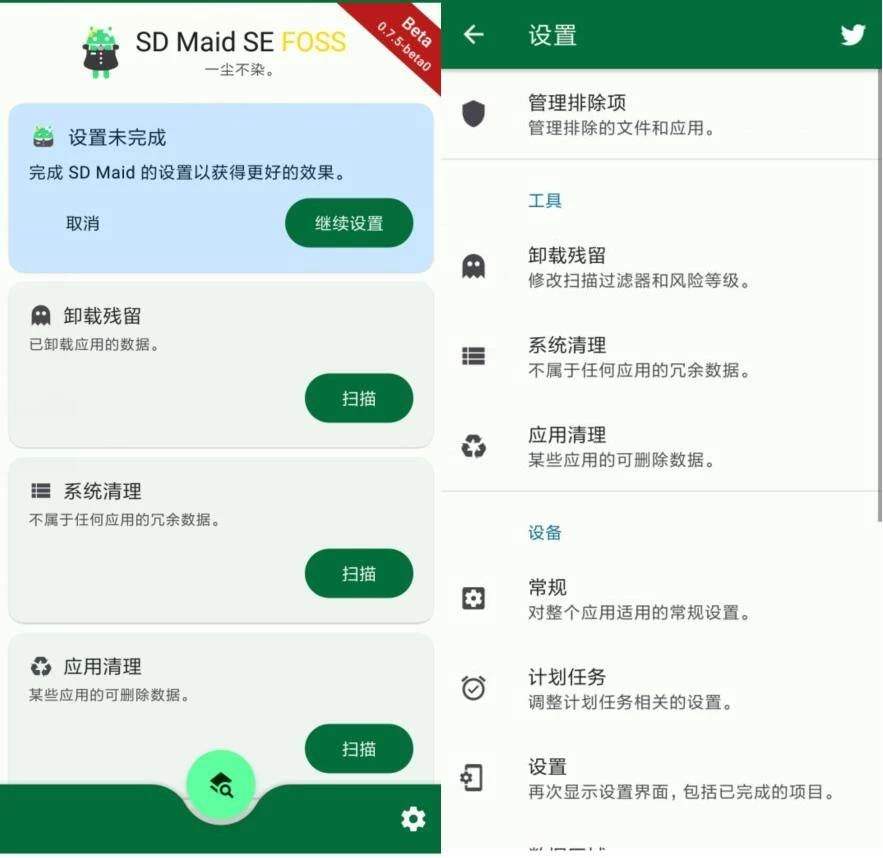 SD Maid SE FOSS
一尘不染。
Beta
0.7.5-beta0
设置未完成
完成 SD Maid 的设置以获得更好的效果。
取消
继续设置
卸载残留
已卸载应用的数据。
扫描
系统清理
不属于任何应用的冗余数据。
扫描
应用清理
某些应用的可删除数据。
扫描
设置
管理排除项
管理排除的文件和应用。
工具
卸载残留
修改扫描过滤器和风险等级。
系统清理
不属于任何应用的冗余数据。
应用清理
某些应用的可删除数据。
设备
常规
对整个应用适用的常规设置。
计划任务
调整计划任务相关的设置。
设置
再次显示设置界面，包括已完成的项目。